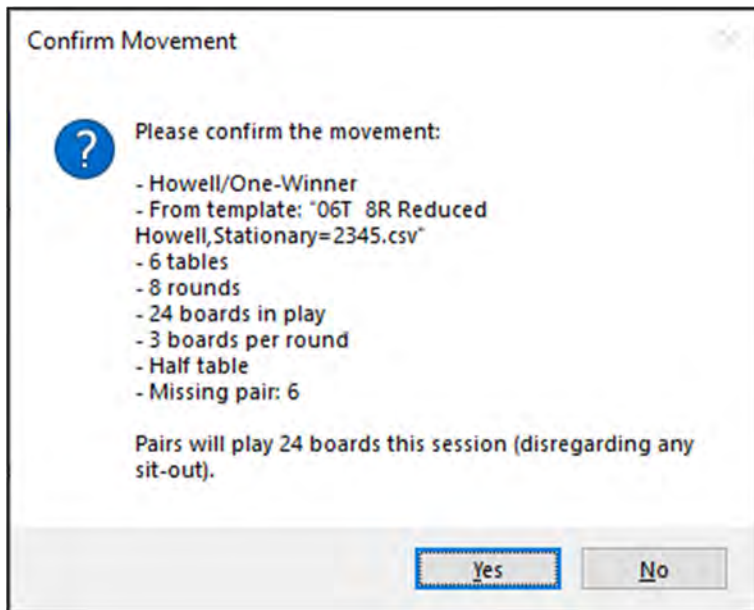 Confirm Movement
?
Please confirm the movement:
- Howell/One-Winner
- From template: "06T  8R Reduced
Howell,Stationary=2345.csv"
- 6 tables
- 8 rounds
- 24 boards in play
- 3 boards per round
- Half table
- Missing pair: 6
Pairs will play 24 boards this session (disregarding any
sit-out).
Yes
No